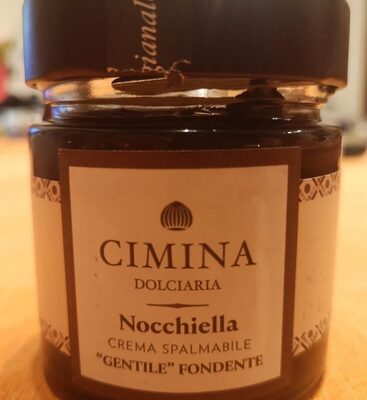 CIMINA
DOLCIARIA
Nocchiella
CREMA SPALMABILE
"GENTILE" FONDENTE